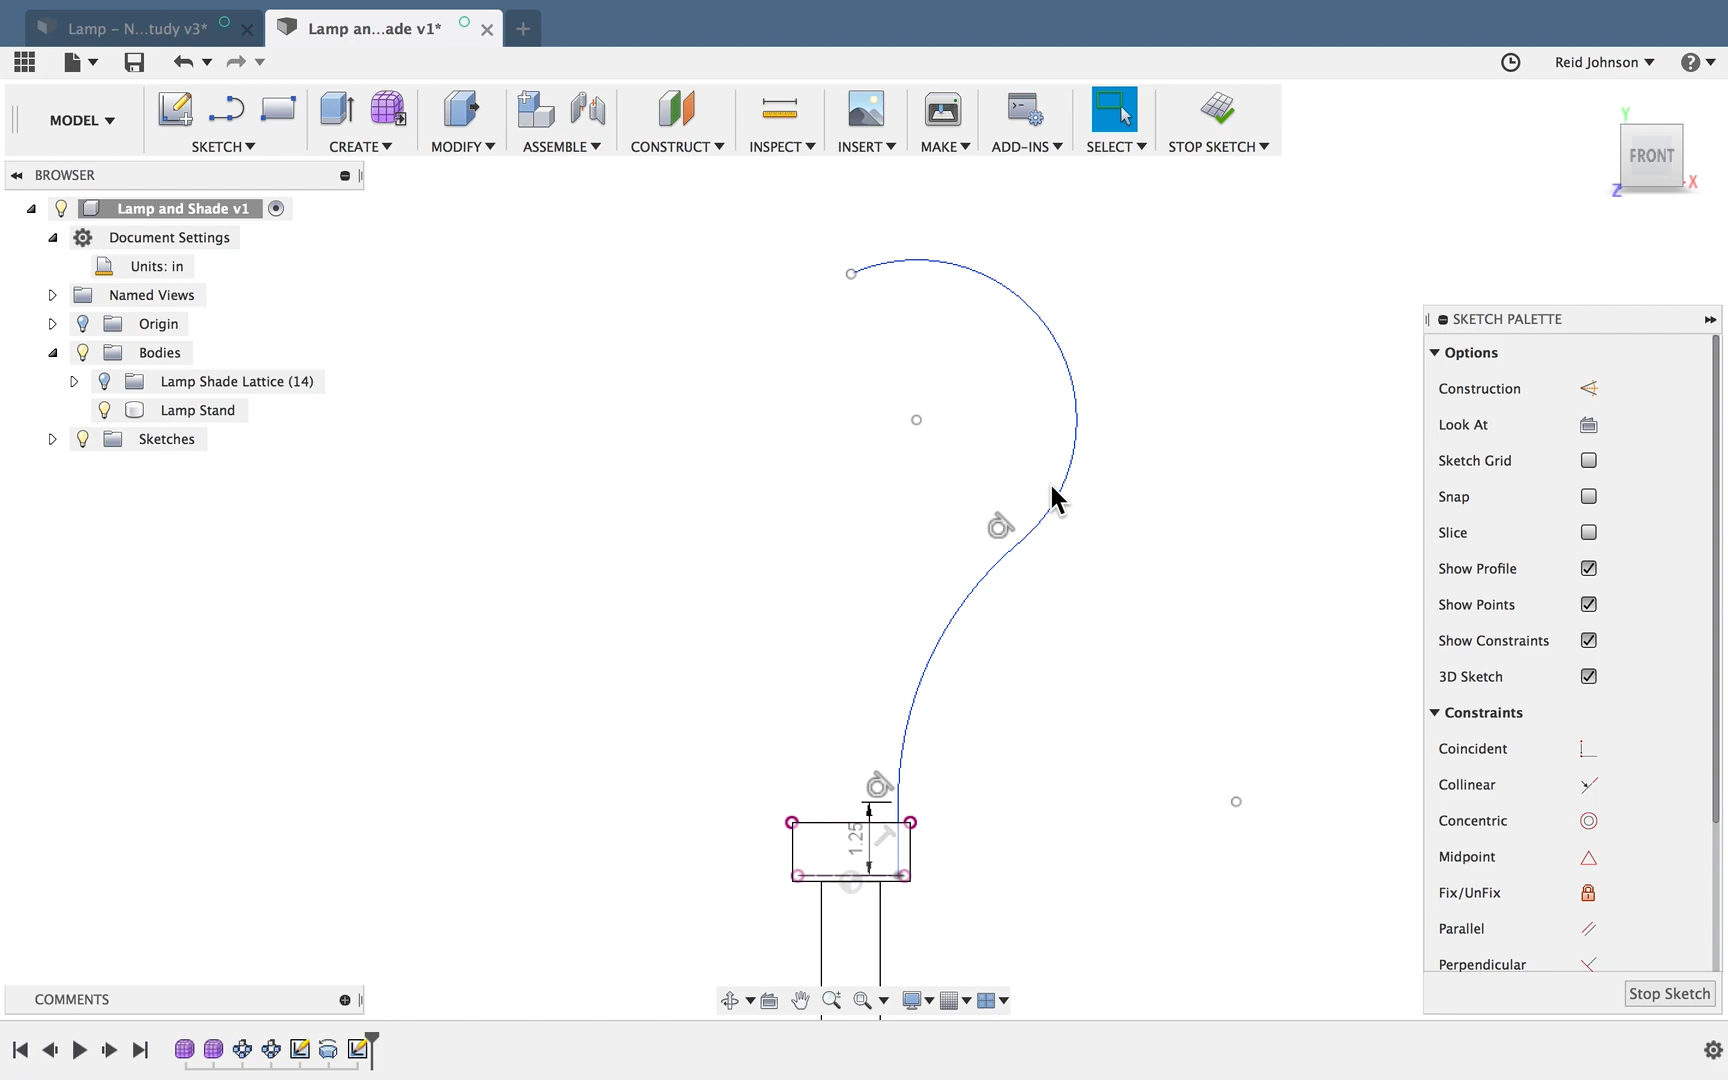 Lamp – N...tudy v3*
Lamp an...ade v1*
Reid Johnson
MODEL
SKETCH
CREATE
MODIFY
ASSEMBLE
CONSTRUCT
INSPECT
INSERT
MAKE
ADD-INS
SELECT
STOP SKETCH
Y
FRONT
X
Z
BROWSER
Lamp and Shade v1
Document Settings
Units: in
Named Views
Origin
Bodies
Lamp Shade Lattice (14)
Lamp Stand
Sketches
SKETCH PALETTE
Options
Construction
Look At
Sketch Grid
Snap
Slice
Show Profile
Show Points
Show Constraints
3D Sketch
Constraints
Coincident
Collinear
Concentric
Midpoint
Fix/UnFix
Parallel
Perpendicular
1.25
Stop Sketch
COMMENTS